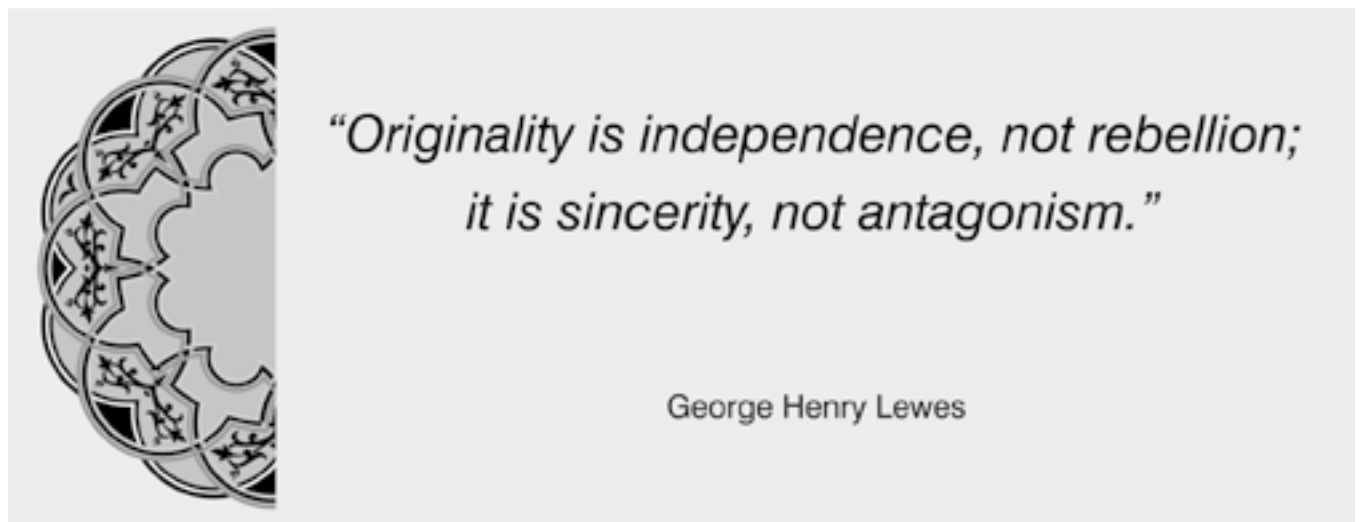 “Originality is independence, not rebellion;
it is sincerity, not antagonism.”
George Henry Lewes